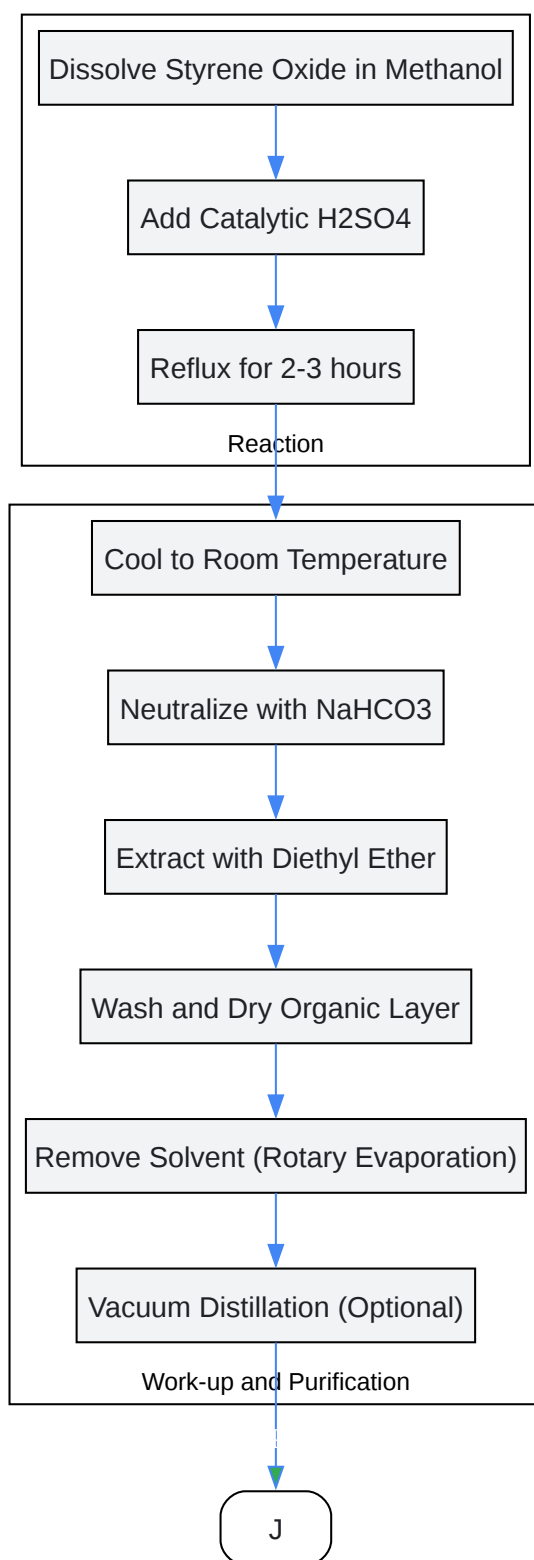 Dissolve Styrene Oxide in Methanol
Add Catalytic H2SO4
Reflux for 2-3 hours
Reaction
Cool to Room Temperature
Neutralize with NaHCO3
Extract with Diethyl Ether
Wash and Dry Organic Layer
Remove Solvent (Rotary Evaporation)
Vacuum Distillation (Optional)
Work-up and Purification
J